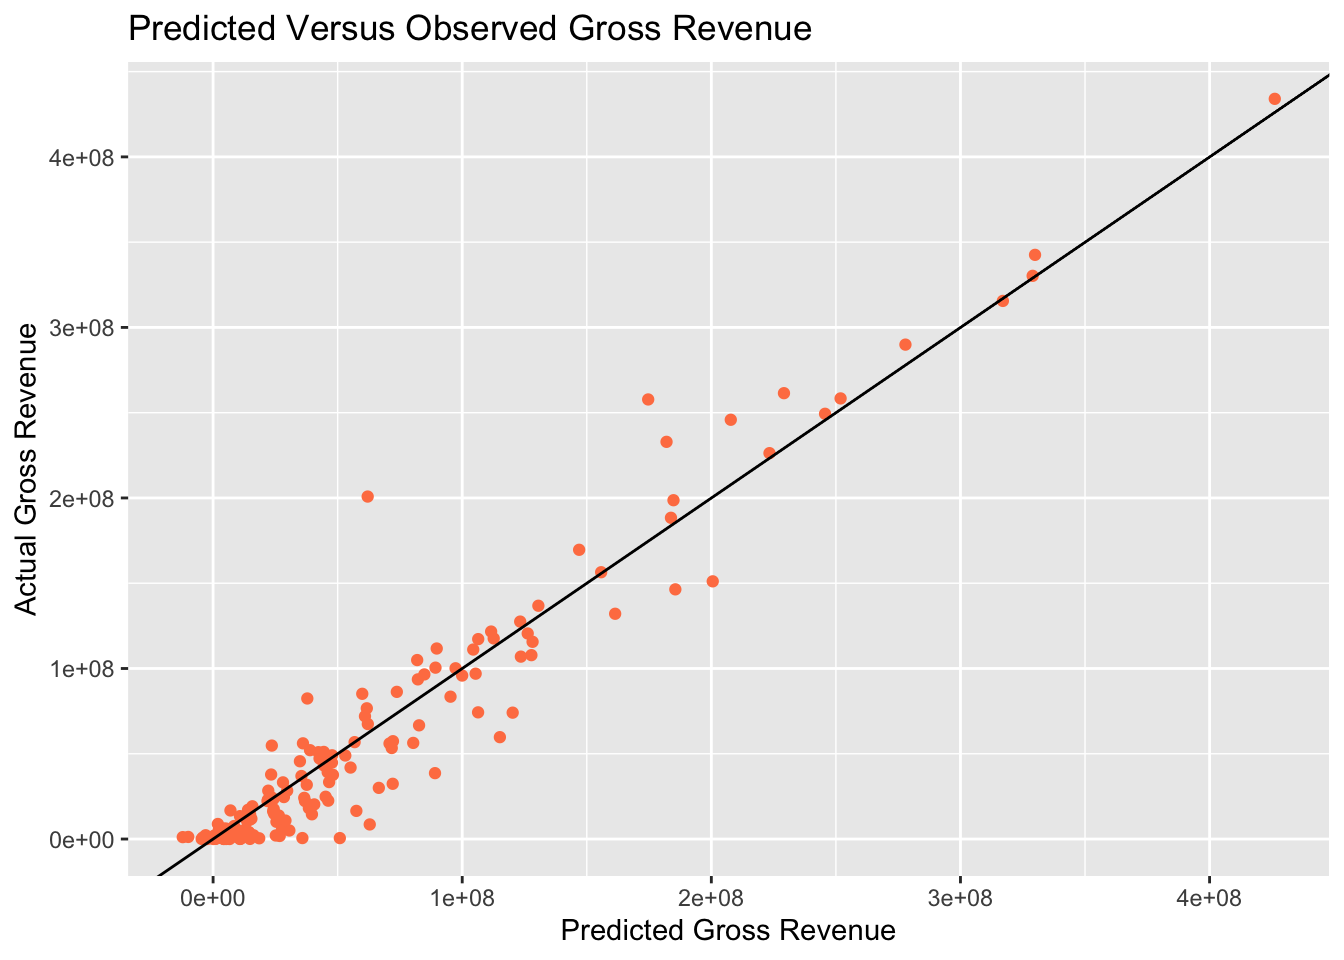 Predicted Versus Observed Gross Revenue
Actual Gross Revenue
4e+08
3e+08
2e+08
1e+08
0e+00
0e+00 1e+08 2e+08 3e+08 4e+08
Predicted Gross Revenue